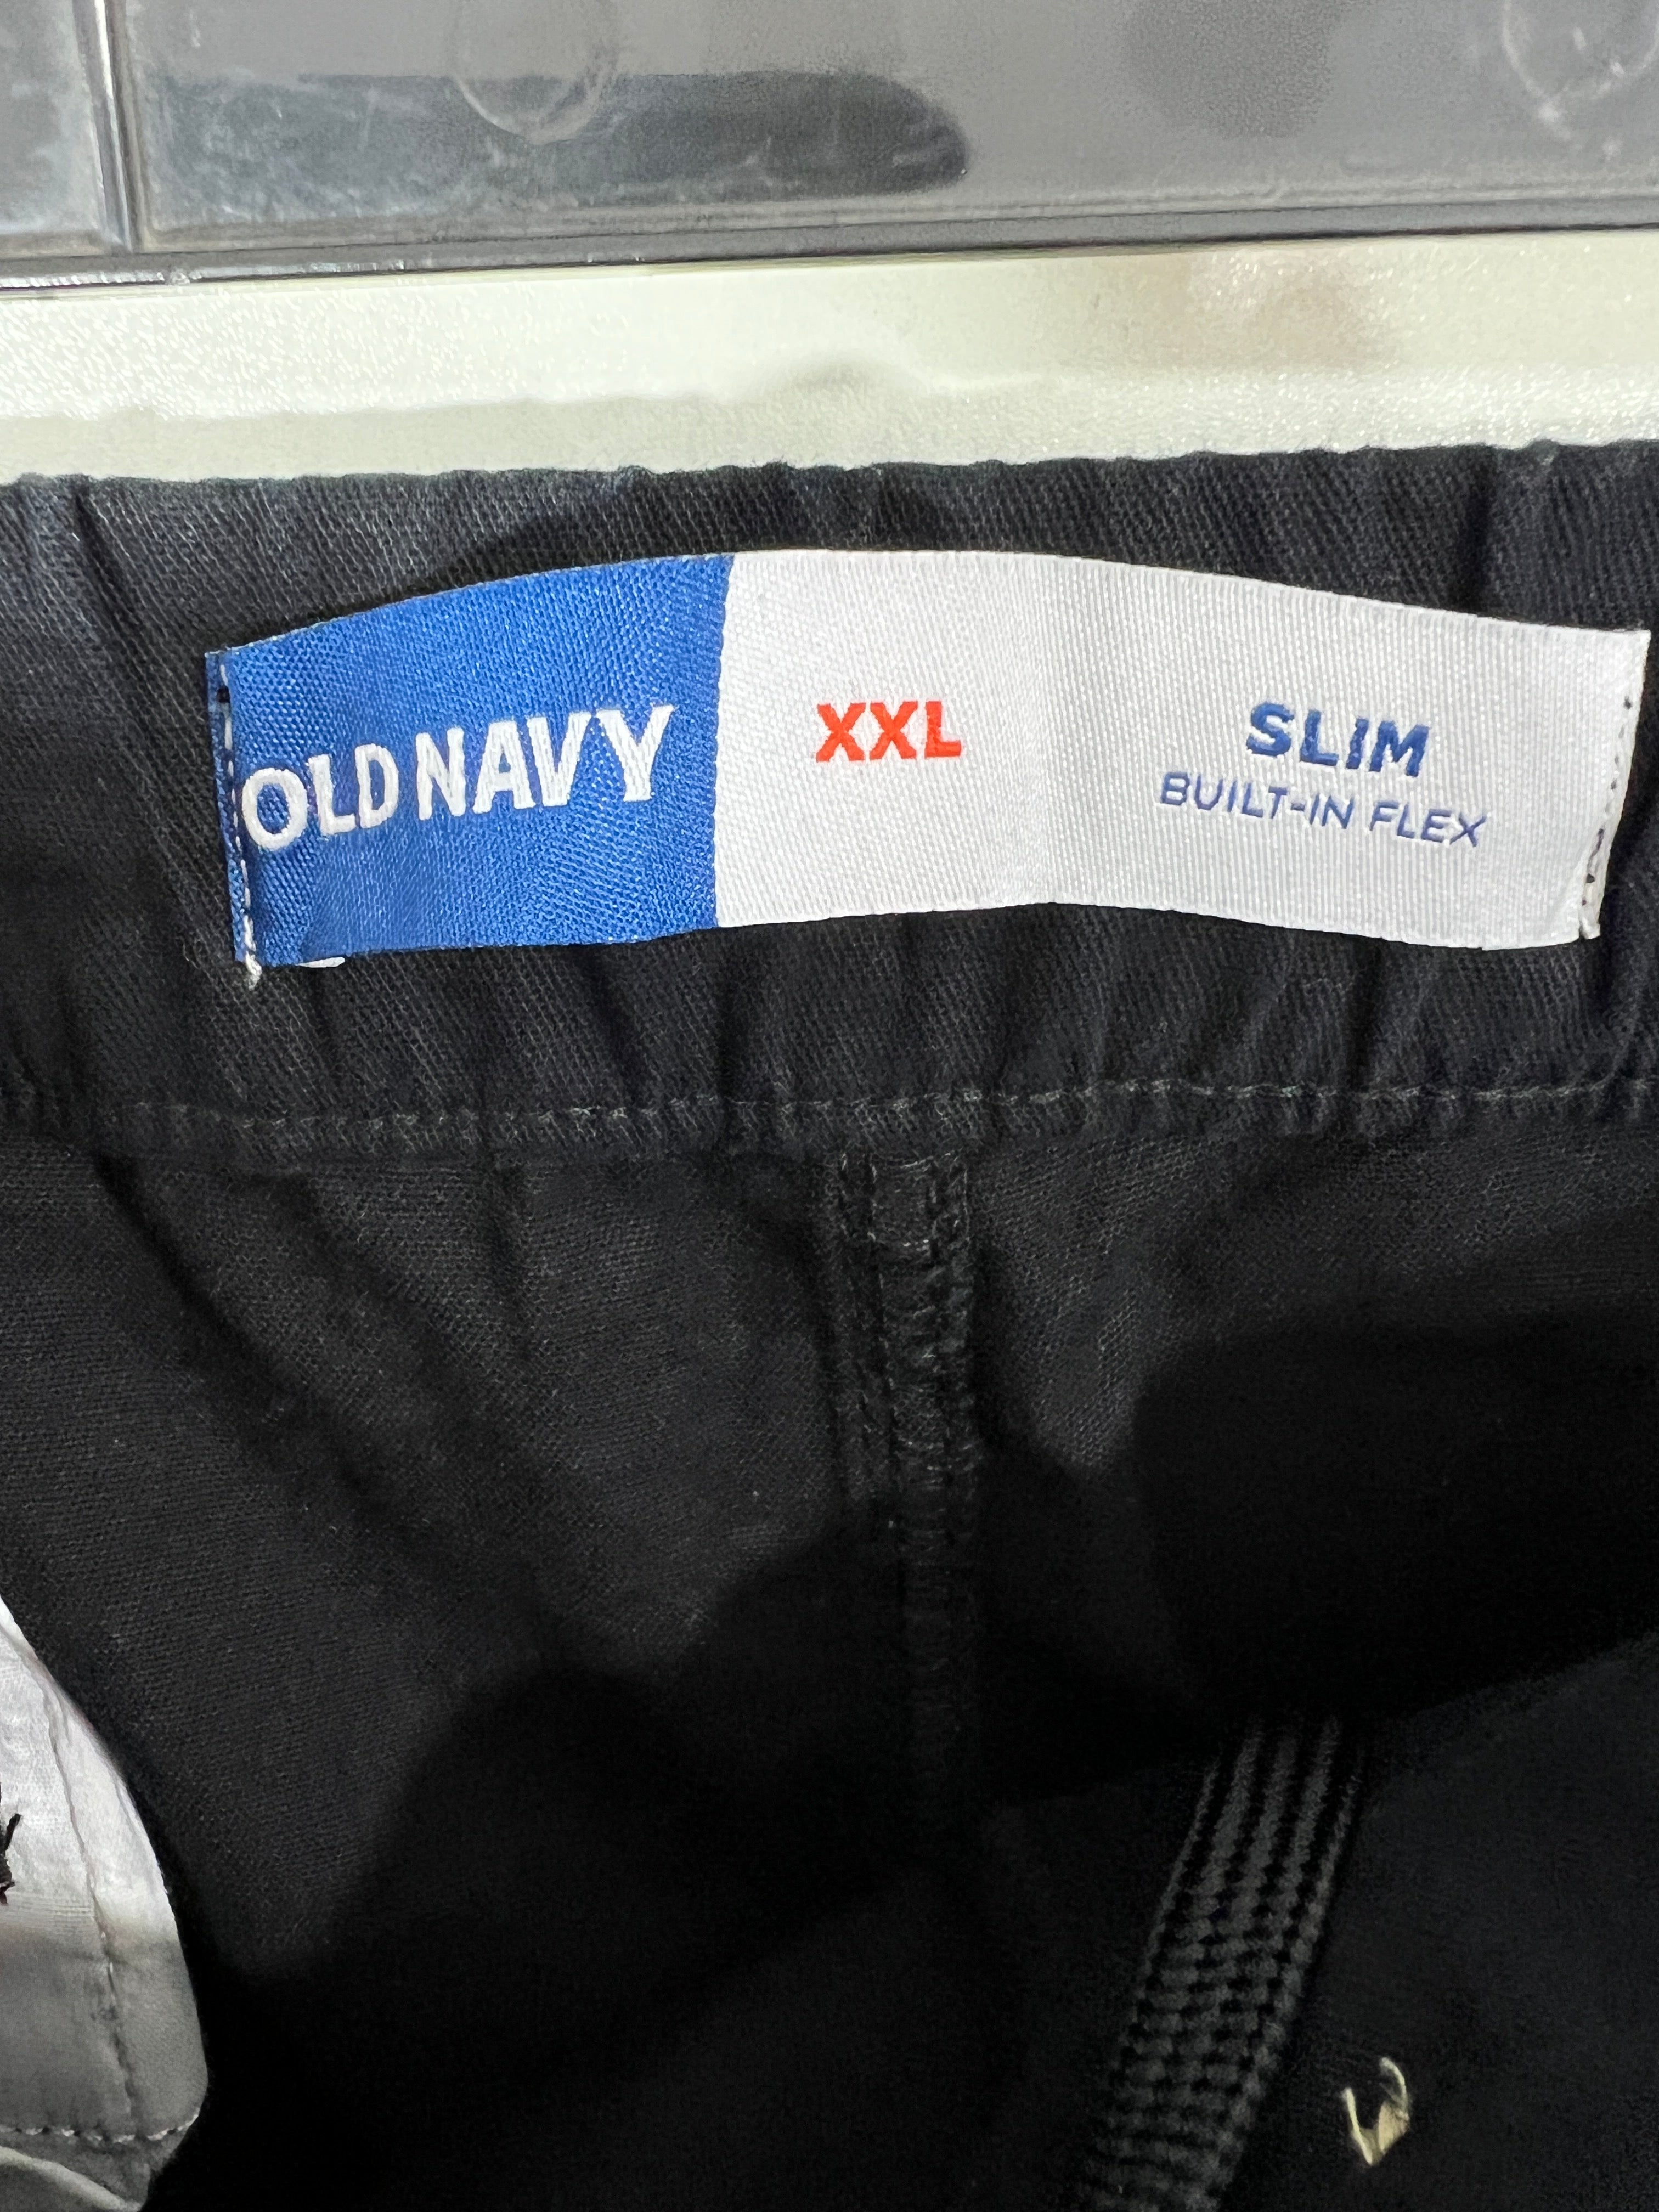 OLD NAVY
XXL
SLIM
BUILT-IN FLEX